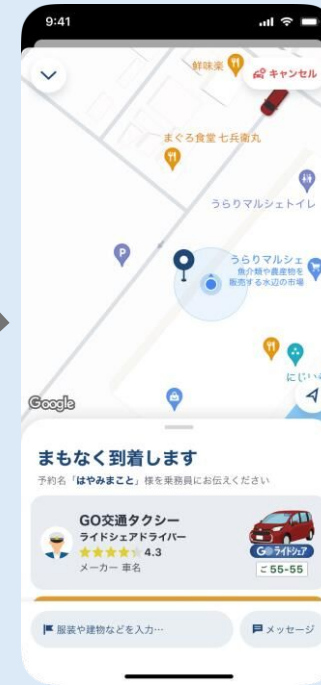 9:41
鮮味楽
キャンセル
まぐろ食堂 七兵衛丸
うらりマルシェトイレ
P
うらりマルシェ
魚介類や農産物を
販売する水辺の市場
にじい
Google
まもなく到着します
予約名「はやみまこと」様を乗務員にお伝えください
GO交通タクシー
ライドシェアドライバー
4.3
メーカー 車名
GO ライドシェア
ご 55-55
服装や建物などを入力…
メッセージ